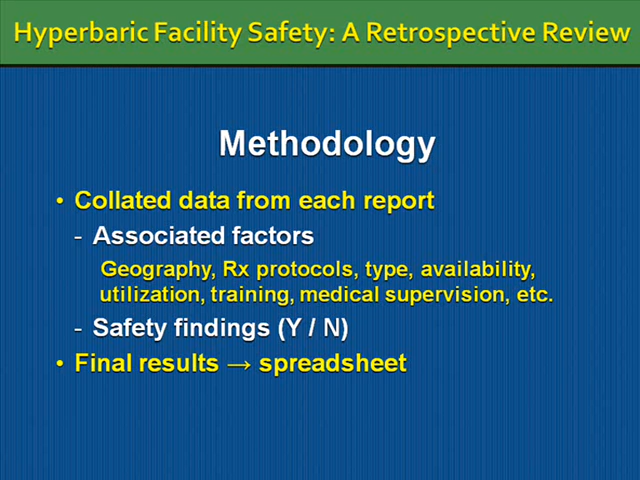 Hyperbaric Facility Safety: A Retrospective Review
Methodology
• Collated data from each report
- Associated factors
Geography, Rx protocols, type, availability,
utilization, training, medical supervision, etc.
- Safety findings (Y / N)
• Final results → spreadsheet